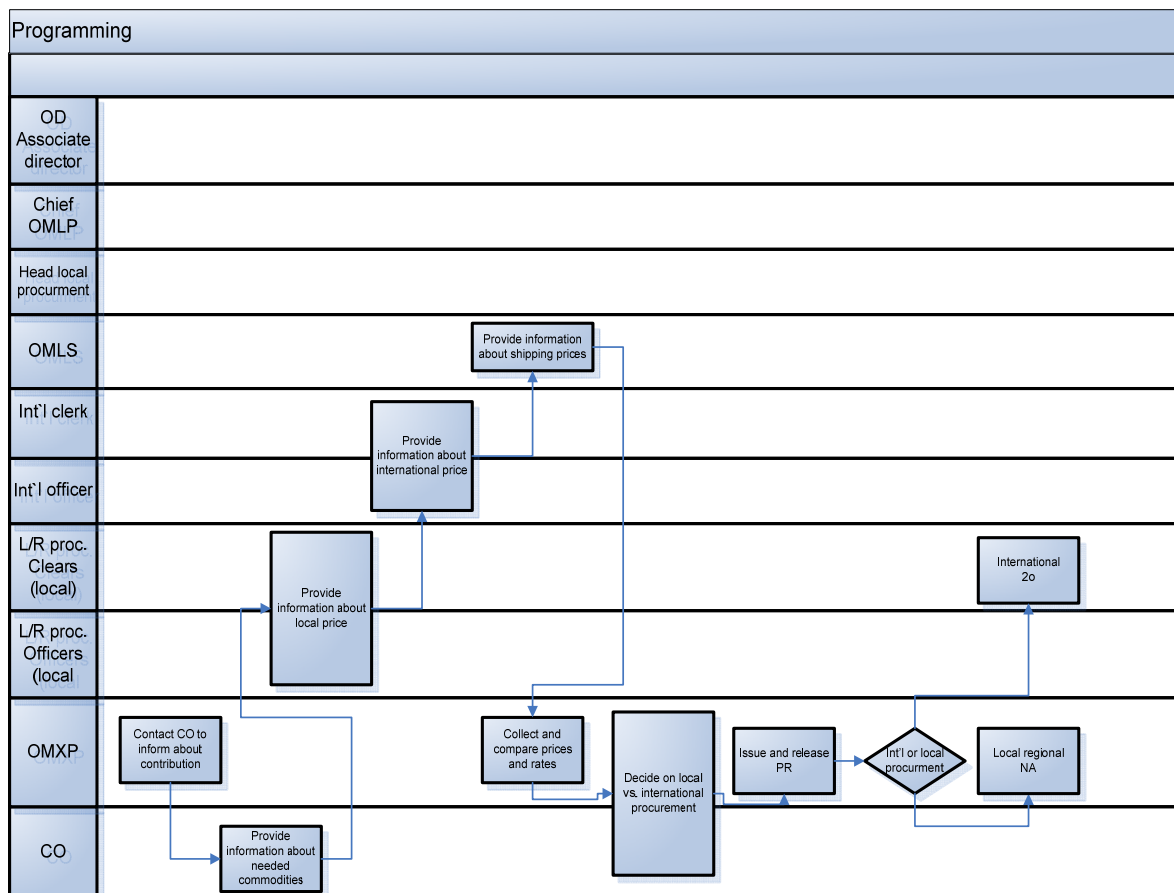 Programming
OD
Associate
director
Chief
OMLP
Head local
procurment
OMLS
Provide information
about shipping prices
Int`l clerk
Provide
information about
international price
Int`l officer
L/R proc.
Clears
(local)
Provide
information about
local price
International
2o
L/R proc.
Officers
(local
OMXP
Contact CO to
inform about
contribution
Collect and
compare prices
and rates
Decide on local
vs. international
procurement
Issue and release
PR
Int’l or local
procurment
Local regional
NA
CO
Provide
information about
needed
commodities